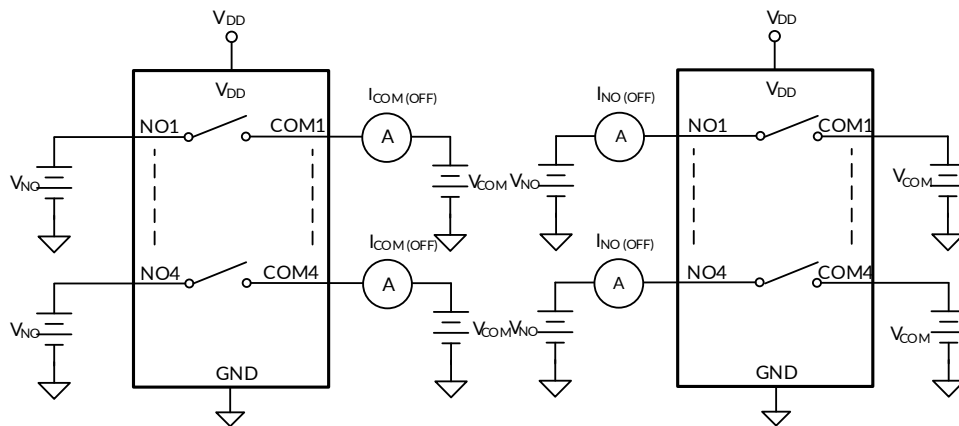 VDD
VDD
ICOM (OFF)
NO1
COM1
A
VNO
VCOM
ICOM (OFF)
NO4
COM4
A
VNO
VCOM
GND
VDD
VDD
INO (OFF)
NO1
COM1
A
VNO
VCOM
INO (OFF)
NO4
COM4
A
VNO
VCOM
GND